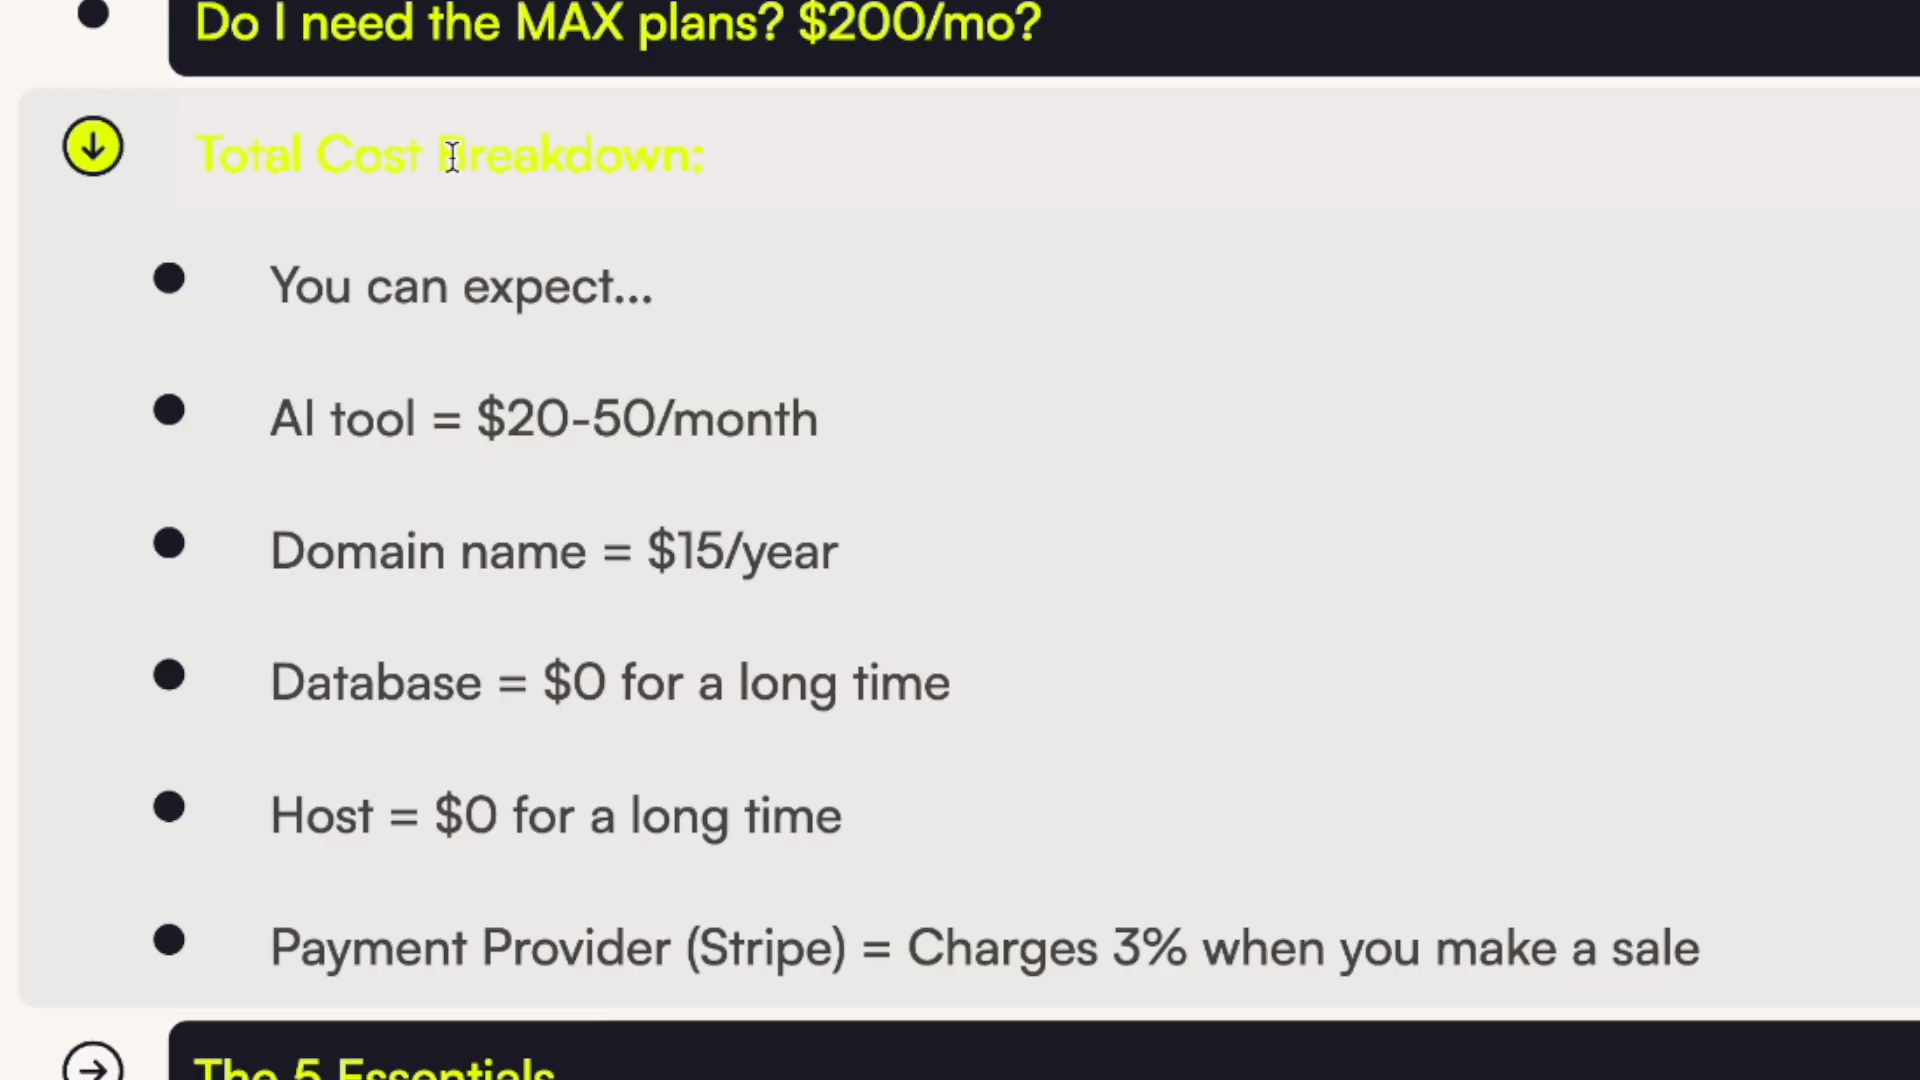 Do I need the MAX plans? $200/mo?
Total Cost Breakdown:
You can expect...
AI tool = $20-50/month
Domain name = $15/year
Database = $0 for a long time
Host = $0 for a long time
Payment Provider (Stripe) = Charges 3% when you make a sale
The 5 Essentials